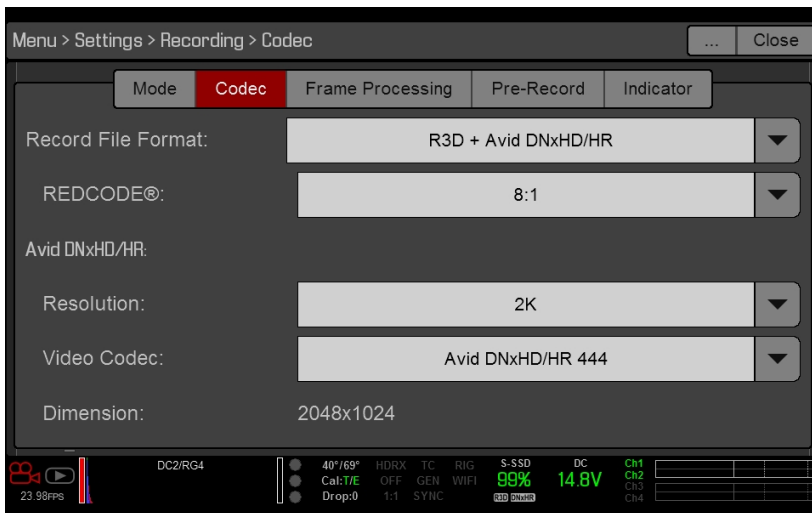 Menu > Settings > Recording > Codec ... Close
Mode Codec Frame Processing Pre-Record Indicator
Record File Format: R3D + Avid DNxHD/HR
REDCODE®: 8:1
Avid DNxHD/HR:
Resolution: 2K
Video Codec: Avid DNxHD/HR 444
Dimension: 2048x1024
DC2/RG4 40°/69° HDRX TC RIG S-SSD DC Ch1
Cal:T/E OFF GEN WIFI 99% 14.8V Ch2
23.98FPS Drop:0 1:1 SYNC R3D DNxHR Ch3
Ch4